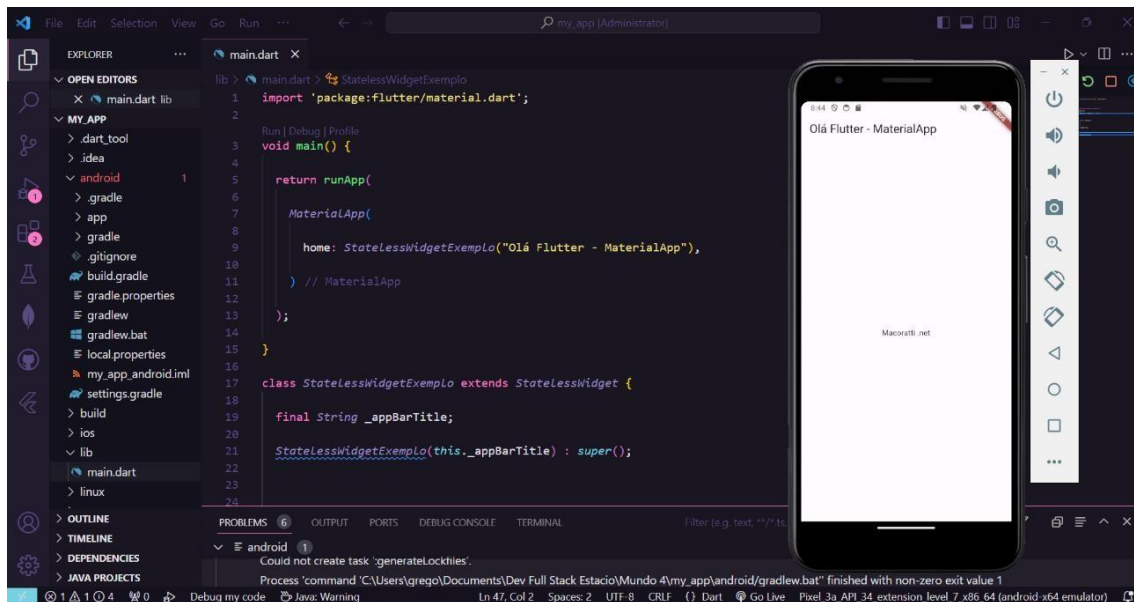 File Edit Selection View Go Run ... my_app [Administrator]
EXPLORER ...
OPEN EDITORS
main.dart lib
MY_APP
.dart_tool
.idea
android 1
.gradle
app
gradle
.gitignore
build.gradle
gradle.properties
gradlew
gradlew.bat
local.properties
my_app_android.iml
settings.gradle
build
ios
lib
main.dart
linux
OUTLINE
TIMELINE
DEPENDENCIES
JAVA PROJECTS
1
2
main.dart
lib > main.dart > StatelessWidgetExemplo
1 import 'package:flutter/material.dart';
2
Run | Debug | Profile
3 void main() {
4
5 return runApp(
6
7 MaterialApp(
8
9 home: StatelessWidgetExemplo("Olá Flutter - MaterialApp"),
10
11 ) // MaterialApp
12
13 );
14
15 }
16
17 class StatelessWidgetExemplo extends StatelessWidget {
18
19 final String _appBarTitle;
20
21 StatelessWidgetExemplo(this._appBarTitle) : super();
22
23
24
8:44
Olá Flutter - MaterialApp
Macoratti .net
PROBLEMS 6 OUTPUT PORTS DEBUG CONSOLE TERMINAL Filter (e.g. text, **/*.ts,
android 1
Could not create task ':generateLockfiles'.
Process 'command 'C:\Users\grego\Documents\Dev Full Stack Estacio\Mundo 4\my_app\android/gradlew.bat'' finished with non-zero exit value 1
1 1 4 0 Debug my code Java: Warning Ln 47, Col 2 Spaces: 2 UTF-8 CRLF {} Dart Go Live Pixel_3a_API_34_extension_level_7_x86_64 (android-x64 emulator)